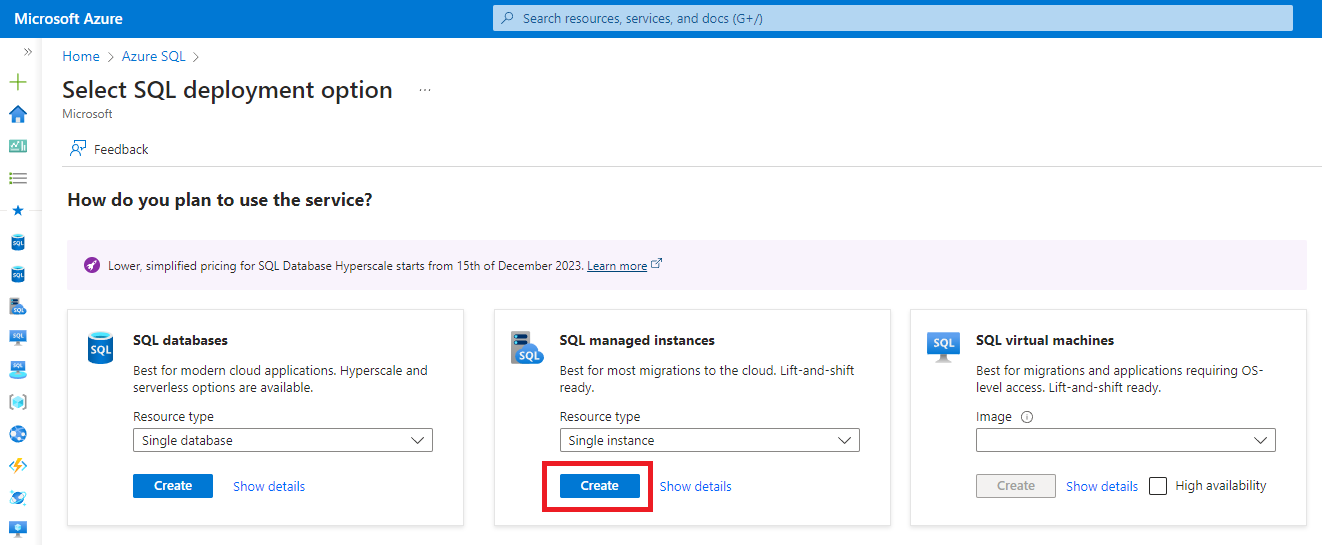 Microsoft Azure
Search resources, services, and docs (G+/)
Home > Azure SQL >
Select SQL deployment option ...
Microsoft
Feedback
How do you plan to use the service?
Lower, simplified pricing for SQL Database Hyperscale starts from 15th of December 2023. Learn more
SQL
SQL databases
Best for modern cloud applications. Hyperscale and
serverless options are available.
Resource type
Single database
Create
Show details
SQL
SQL managed instances
Best for most migrations to the cloud. Lift-and-shift
ready.
Resource type
Single instance
Create
Show details
SQL
SQL virtual machines
Best for migrations and applications requiring OS-
level access. Lift-and-shift ready.
Image
Create
Show details
High availability
SQL
SQL
SQL
SQL
SQL